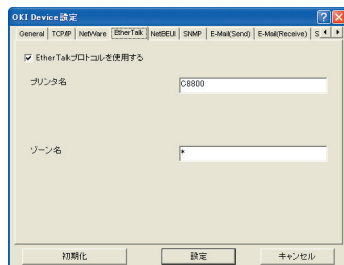 OKI Device設定
General TCP/IP NetWare EtherTalk NetBEUI SNMP E-Mail(Send) E-Mail(Receive) S
EtherTalkプロトコルを使用する
プリンタ名 C8800
ゾーン名 *
初期化 設定 キャンセル